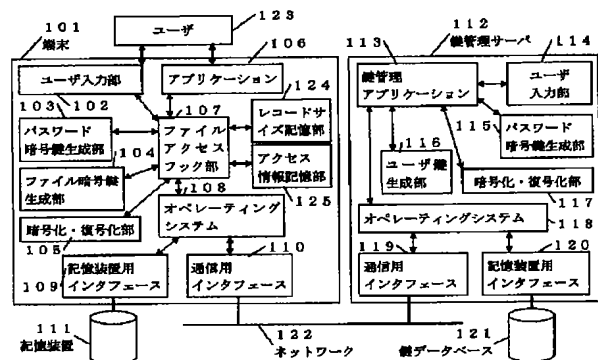 101
端末
123
ユーザ
106
112
鍵管理サーバ
ユーザ入力部
アプリケーション
124
113
114
103
102
107
鍵管理
アプリケーション
ユーザ
入力部
パスワード
暗号鍵生成部
ファイル
アクセス
フック部
レコードサ
イズ記憶部
115
104
116
パスワード
暗号鍵生成部
ファイル暗号鍵
生成部
アクセス
情報記憶部
ユーザ鍵
生成部
108
125
暗号化・復号化部
117
暗号化・復号化部
オペレーティング
システム
オペレーティングシステム
118
105
110
119
120
109
記憶装置用
インタフェース
通信用
インタフェース
通信用
インタフェース
記憶装置用
インタフェース
111
記憶装置
122
ネットワーク
121
鍵データベース